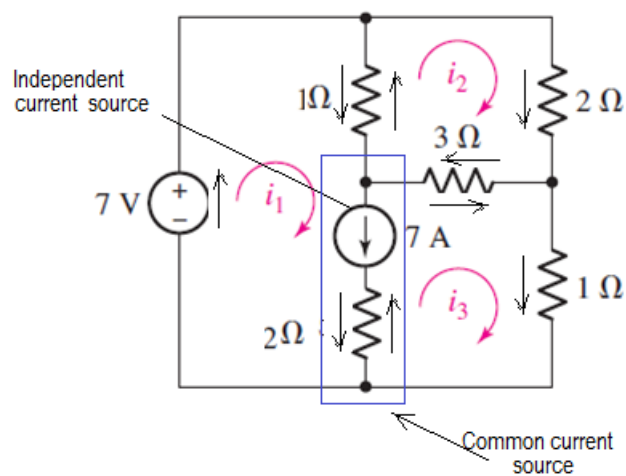 Independent
current source
1Ω
i₂
2 Ω
3 Ω
7 V
+
−
i₁
7 A
i₃
1 Ω
2Ω
Common current
source